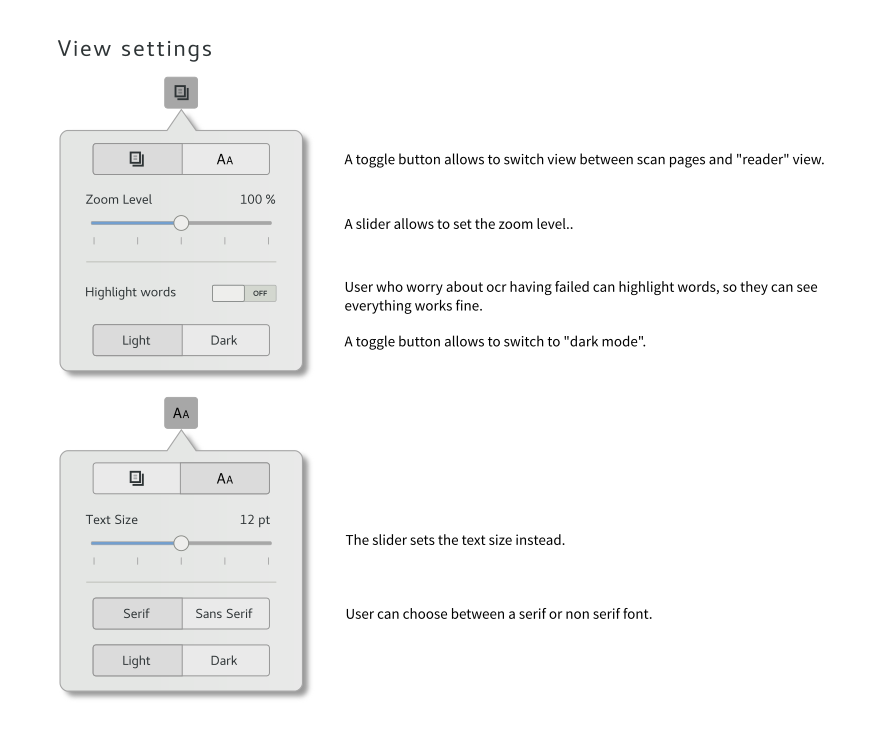 View settings
AA
A toggle button allows to switch view between scan pages and "reader" view.
Zoom Level 100 %
A slider allows to set the zoom level..
Highlight words OFF
User who worry about ocr having failed can highlight words, so they can see
everything works fine.
Light Dark
A toggle button allows to switch to "dark mode".
AA
AA
Text Size 12 pt
The slider sets the text size instead.
Serif Sans Serif
User can choose between a serif or non serif font.
Light Dark